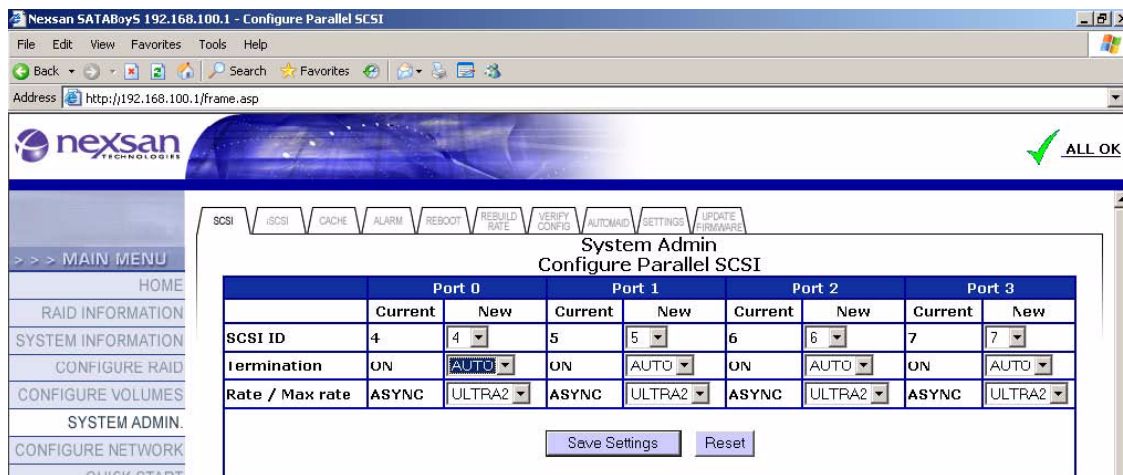 Nexsan SATABoyS 192.168.100.1 - Configure Parallel SCSI
File Edit View Favorites Tools Help
Back Search Favorites
Address http://192.168.100.1/frame.asp
nexsan
TECHNOLOGIES
ALL OK
SCSI iSCSI CACHE ALARM REBOOT REBUILD RATE VERIFY CONFIG AUTOMAID SETTINGS UPDATE FIRMWARE
System Admin
Configure Parallel SCSI
> > > MAIN MENU
HOME
RAID INFORMATION
SYSTEM INFORMATION
CONFIGURE RAID
CONFIGURE VOLUMES
SYSTEM ADMIN.
CONFIGURE NETWORK
QUICK START
Port 0 Port 1 Port 2 Port 3
Current New Current New Current New Current New
SCSI ID 4 4 5 5 6 6 7 7
Termination ON AUTO ON AUTO ON AUTO ON AUTO
Rate / Max rate ASYNC ULTRA2 ASYNC ULTRA2 ASYNC ULTRA2 ASYNC ULTRA2
Save Settings Reset